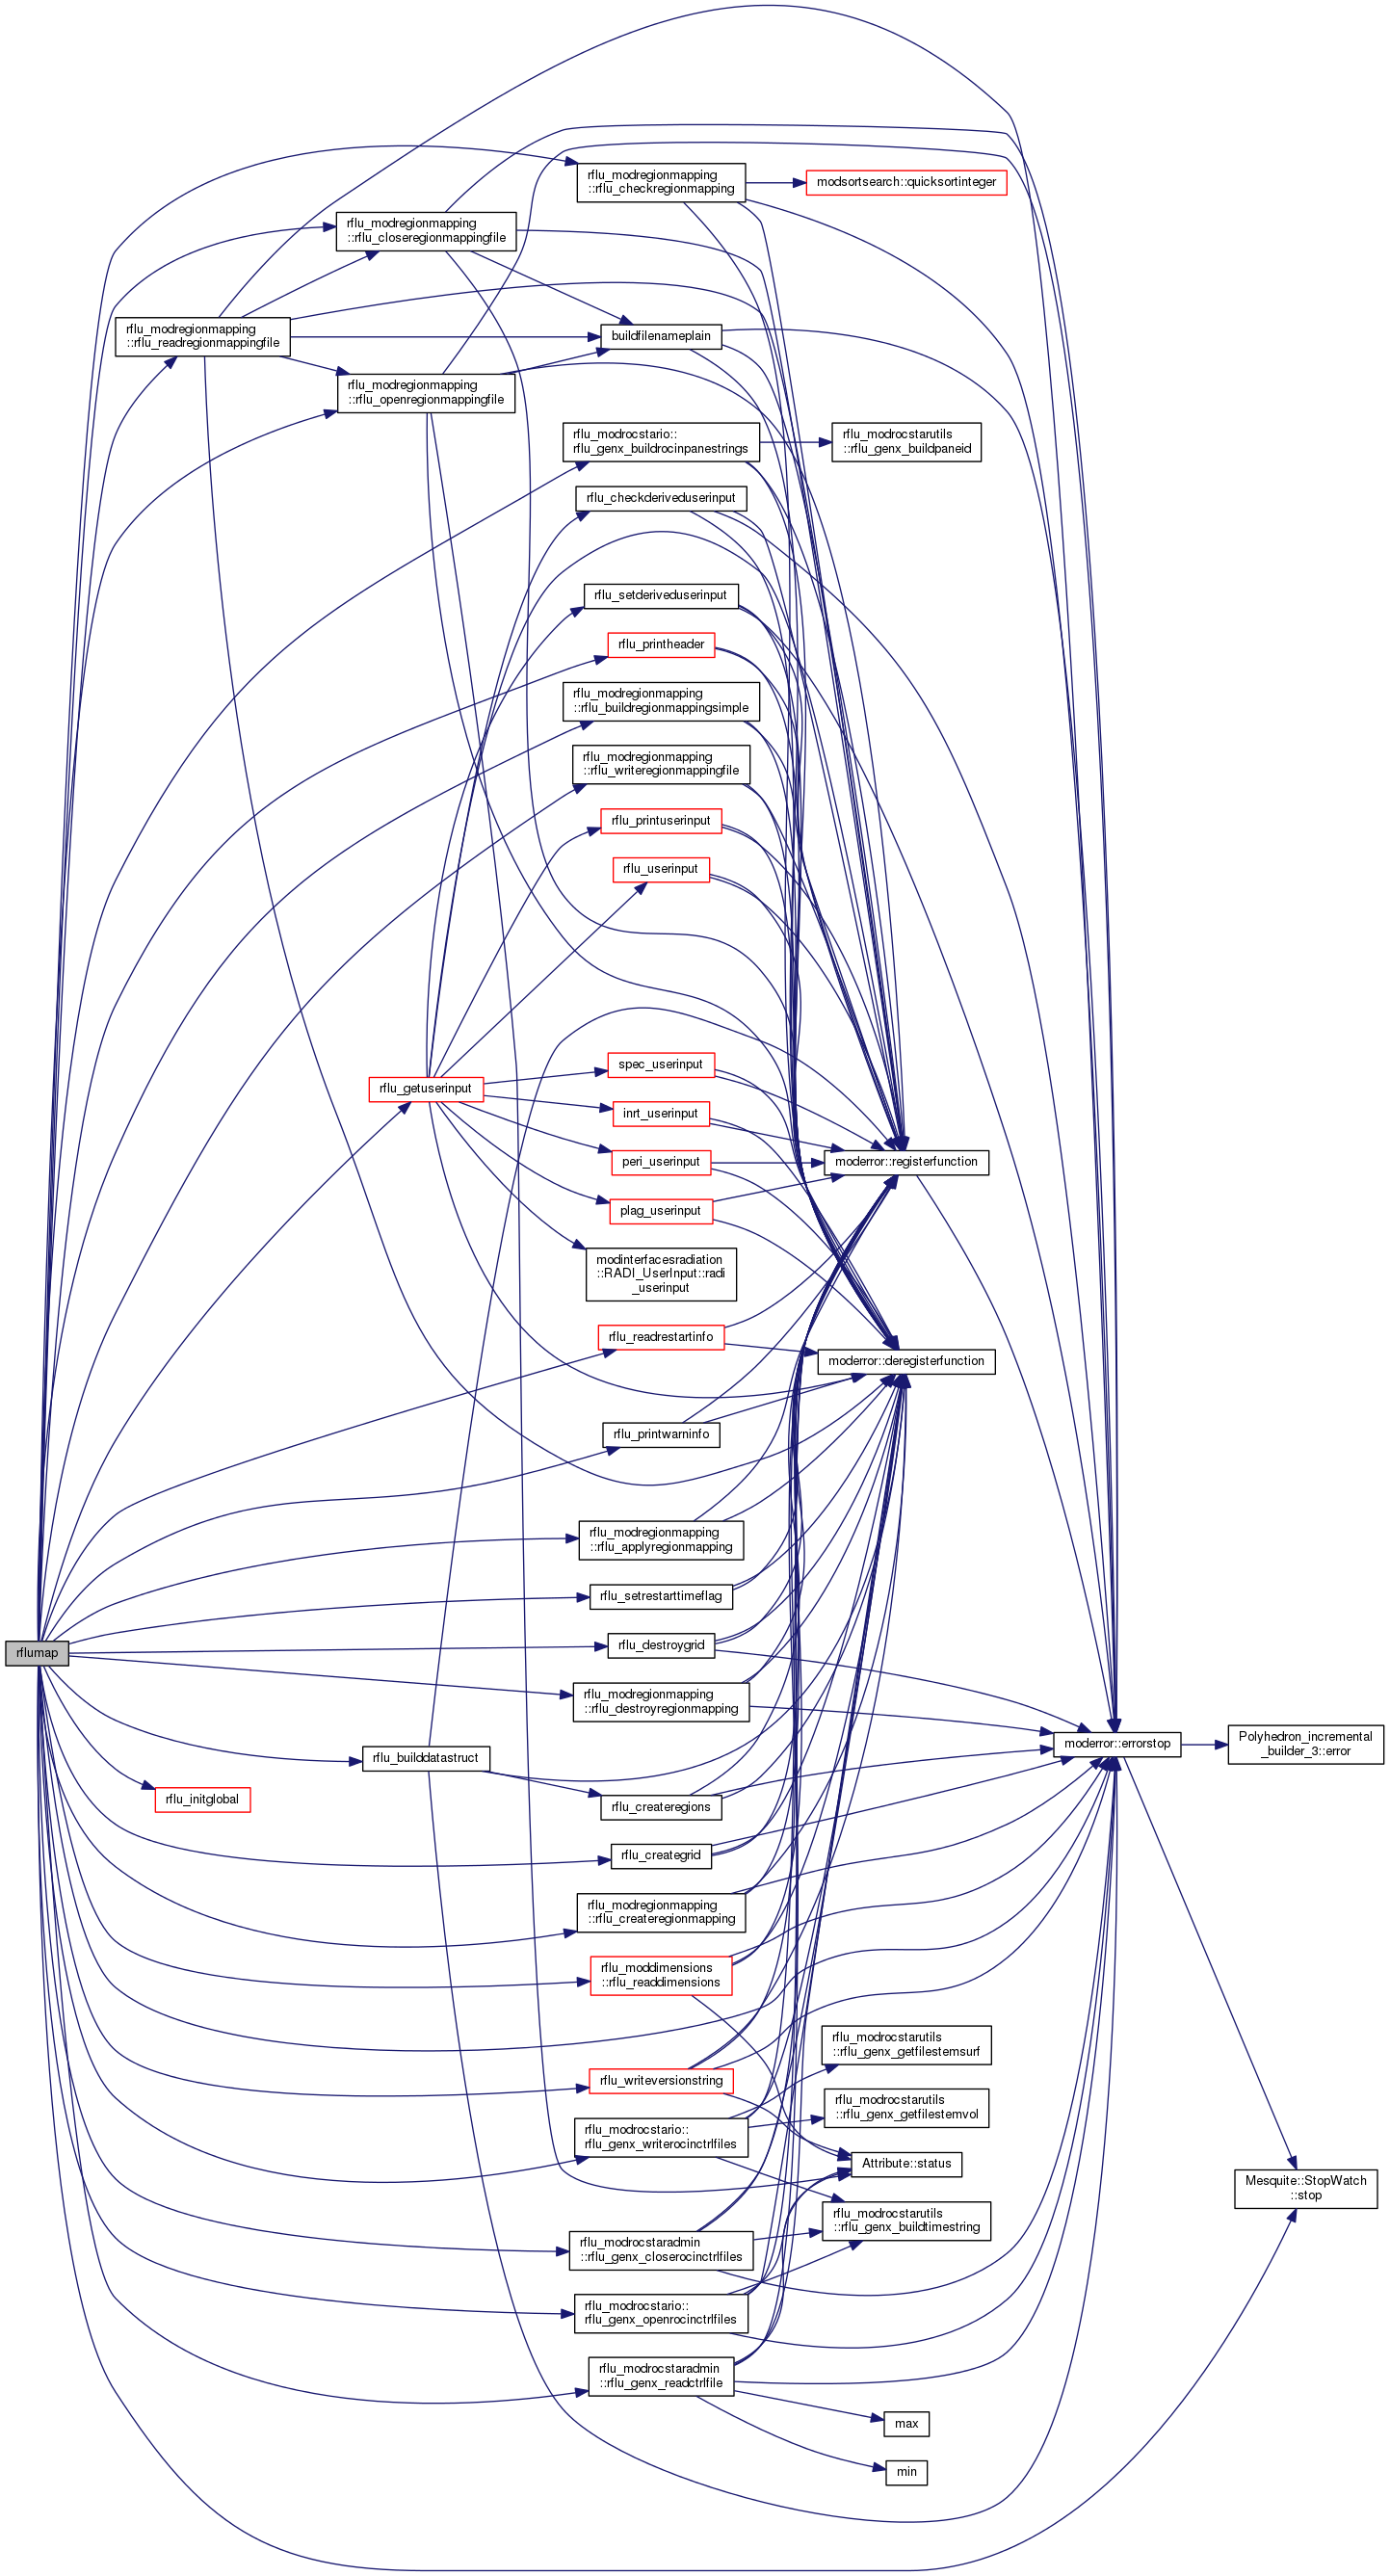 rflu_modregionmapping
::rflu_checkregionmapping
modsortsearch::quicksortinteger
rflu_modregionmapping
::rflu_closeregionmappingfile
rflu_modregionmapping
::rflu_readregionmappingfile
buildfilenameplain
rflu_modregionmapping
::rflu_openregionmappingfile
rflu_modrocstario::
rflu_genx_buildrocinpanestrings
rflu_modrocstarutils
::rflu_genx_buildpaneid
rflu_checkderiveduserinput
rflu_setderiveduserinput
rflu_printheader
rflu_modregionmapping
::rflu_buildregionmappingsimple
rflu_modregionmapping
::rflu_writeregionmappingfile
rflu_printuserinput
rflu_userinput
spec_userinput
rflu_getuserinput
inrt_userinput
peri_userinput
moderror::registerfunction
plag_userinput
modinterfacesradiation
::RADI_UserInput::radi
_userinput
rflu_readrestartinfo
moderror::deregisterfunction
rflu_printwarninfo
rflu_modregionmapping
::rflu_applyregionmapping
rflu_setrestarttimeflag
rflumap
rflu_destroygrid
rflu_modregionmapping
::rflu_destroyregionmapping
moderror::errorstop
Polyhedron_incremental
_builder_3::error
rflu_builddatastruct
rflu_initglobal
rflu_createregions
rflu_creategrid
rflu_modregionmapping
::rflu_createregionmapping
rflu_moddimensions
::rflu_readdimensions
rflu_modrocstarutils
::rflu_genx_getfilestemsurf
rflu_writeversionstring
rflu_modrocstarutils
::rflu_genx_getfilestemvol
rflu_modrocstario::
rflu_genx_writerocinctrlfiles
Attribute::status
Mesquite::StopWatch
::stop
rflu_modrocstarutils
::rflu_genx_buildtimestring
rflu_modrocstaradmin
::rflu_genx_closerocinctrlfiles
rflu_modrocstario::
rflu_genx_openrocinctrlfiles
rflu_modrocstaradmin
::rflu_genx_readctrlfile
max
min